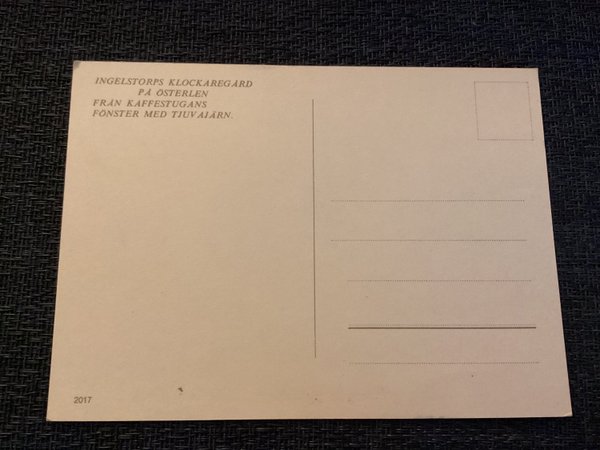 INGELSTORPS KLOCKAREGÅRD
PÅ ÖSTERLEN
FRÅN KAFFESTUGANS
FÖNSTER MED TJUVAJÄRN.
2017